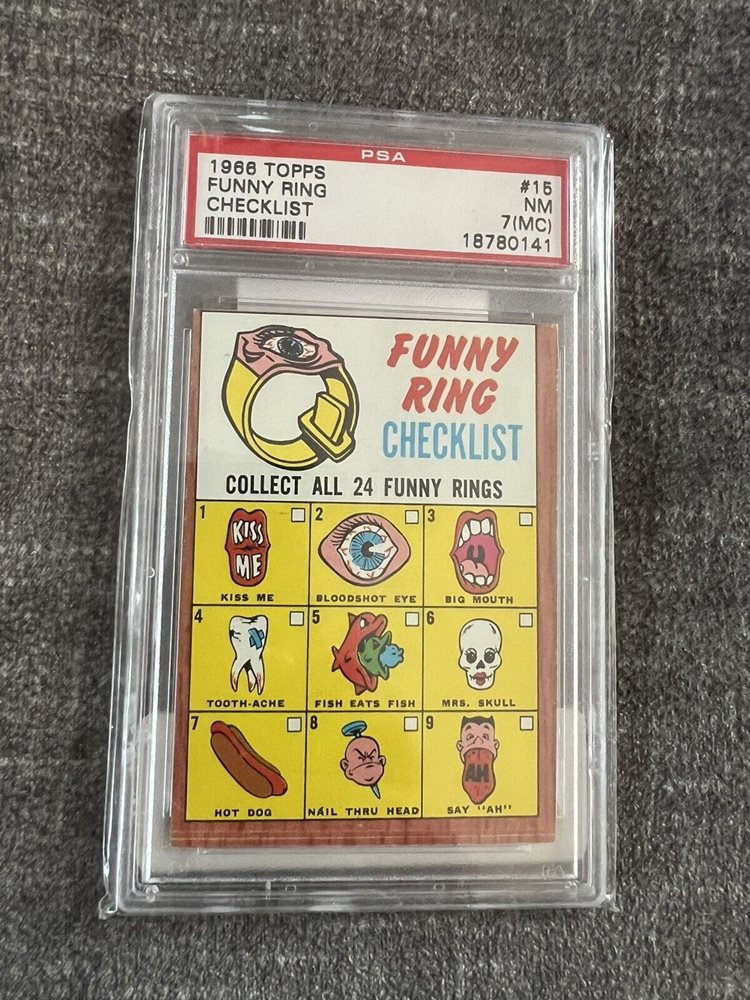 PSA
1966 TOPPS
FUNNY RING
CHECKLIST
#15
NM
7(MC)
18780141
FUNNY
RING
CHECKLIST
COLLECT ALL 24 FUNNY RINGS
1
KISS
ME
KISS ME
2
BLOODSHOT EYE
3
BIG MOUTH
4
TOOTH-ACHE
5
FISH EATS FISH
6
MRS. SKULL
7
HOT DOG
8
NAIL THRU HEAD
9
AH
SAY "AH"